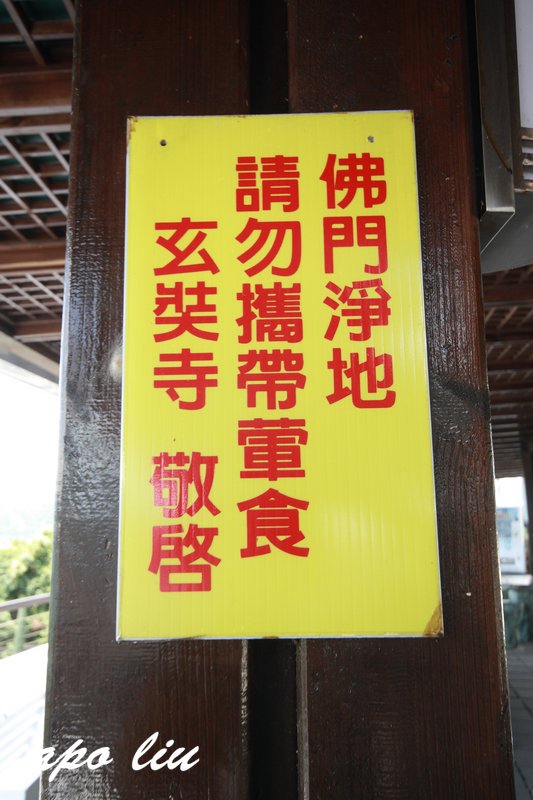 佛門淨地
請勿攜帶葷食
玄奘寺 敬啓
apo liu